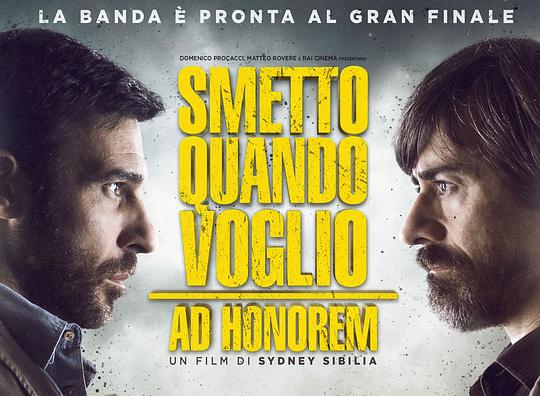 LA BANDA È PRONTA AL GRAN FINALE
DOMENICO PROCACCI, MATTEO ROVERE E RAI CINEMA PRESENTANO
SMETTO
QUANDO
VOGLIO
AD HONOREM
UN FILM DI SYDNEY SIBILIA